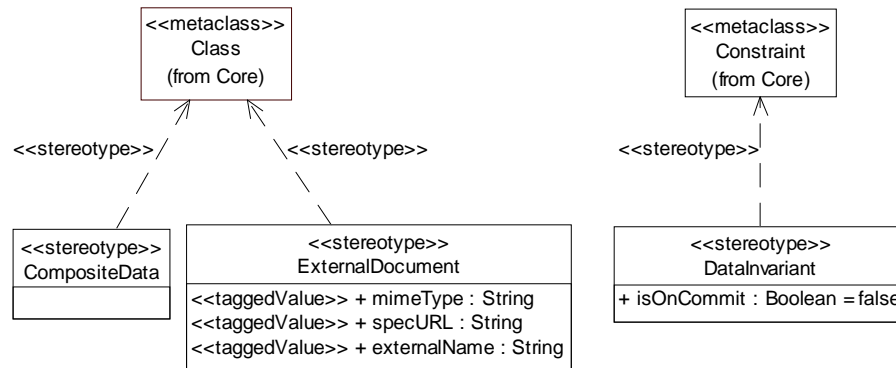 <<metaclass>>
Class
(from Core)
<<metaclass>>
Constraint
(from Core)
<<stereotype>>
<<stereotype>>
<<stereotype>>
<<stereotype>>
CompositeData
<<stereotype>>
ExternalDocument
<<taggedValue>> + mimeType : String
<<taggedValue>> + specURL : String
<<taggedValue>> + externalName : String
<<stereotype>>
DataInvariant
+ isOnCommit : Boolean = false